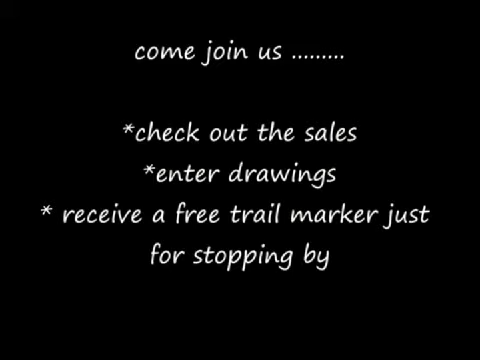 come join us .........
*check out the sales
*enter drawings
* receive a free trail marker just
for stopping by